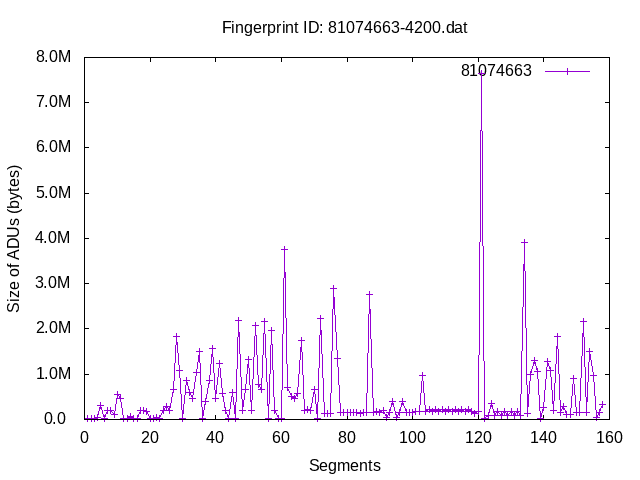 Fingerprint ID: 81074663-4200.dat
81074663
8.0M
7.0M
6.0M
5.0M
4.0M
3.0M
2.0M
1.0M
0.0
Size of ADUs (bytes)
0 20 40 60 80 100 120 140 160
Segments